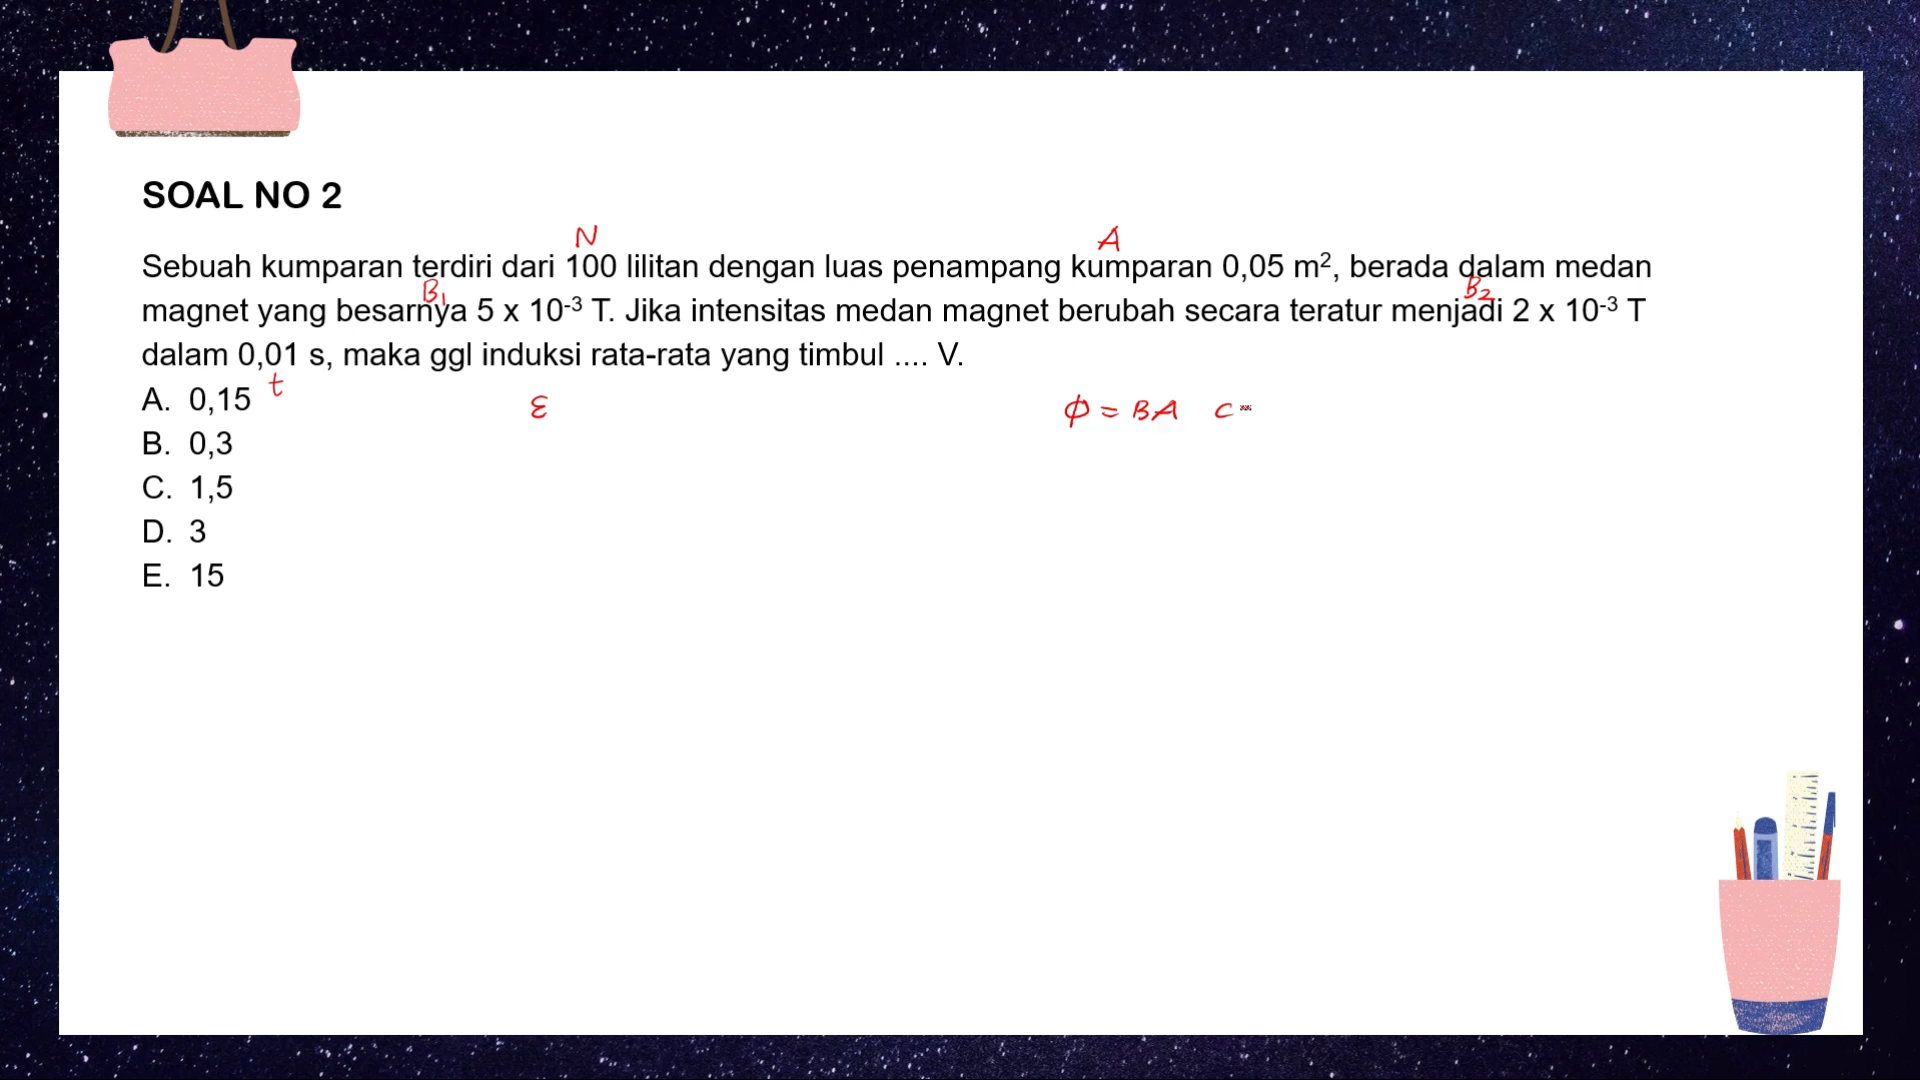 SOAL NO 2
N A
Sebuah kumparan terdiri dari 100 lilitan dengan luas penampang kumparan 0,05 m², berada dalam medan
B₁ B₂
magnet yang besarnya 5 x 10⁻³ T. Jika intensitas medan magnet berubah secara teratur menjadi 2 x 10⁻³ T
dalam 0,01 s, maka ggl induksi rata-rata yang timbul .... V.
t
A. 0,15
ε ϕ = BA c
B. 0,3
C. 1,5
D. 3
E. 15